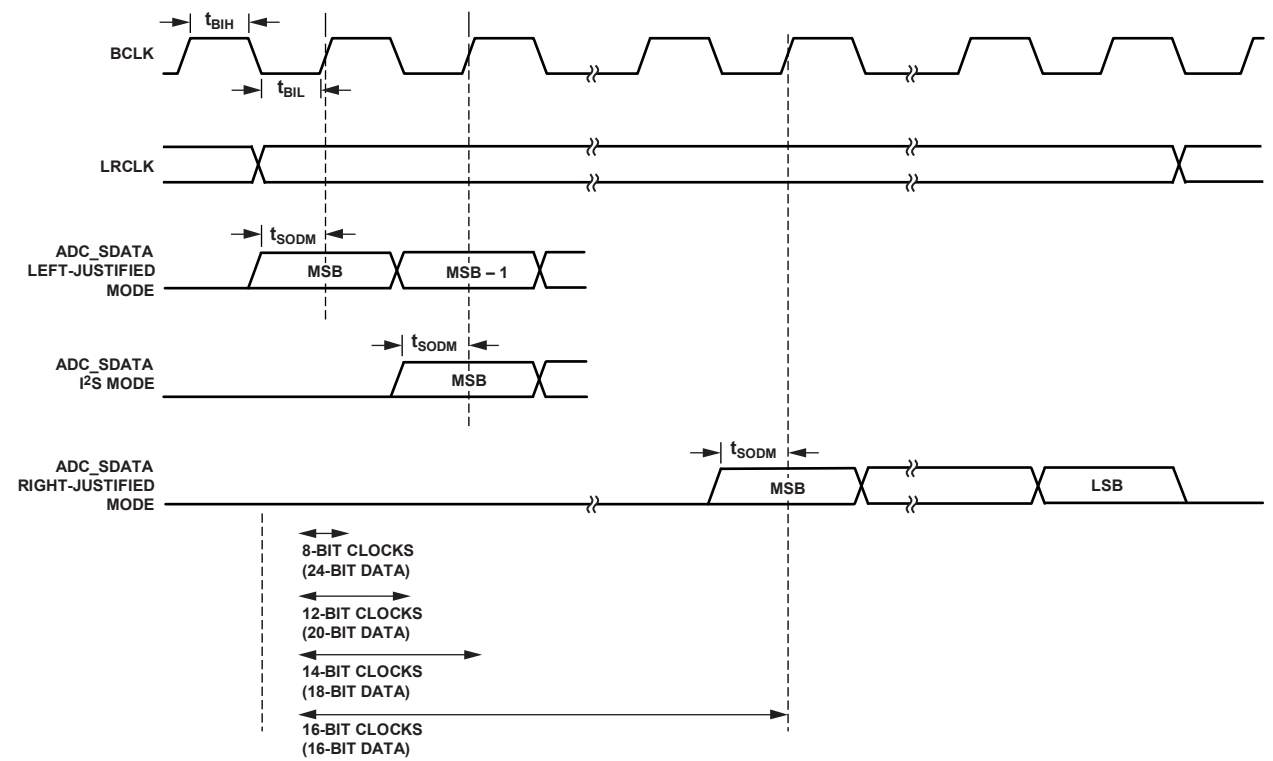 tBIH
BCLK
tBIL
LRCLK
tSODM
ADC_SDATA
LEFT-JUSTIFIED
MODE
MSB
MSB – 1
tSODM
ADC_SDATA
I2S MODE
MSB
tSODM
ADC_SDATA
RIGHT-JUSTIFIED
MODE
MSB
LSB
8-BIT CLOCKS
(24-BIT DATA)
12-BIT CLOCKS
(20-BIT DATA)
14-BIT CLOCKS
(18-BIT DATA)
16-BIT CLOCKS
(16-BIT DATA)